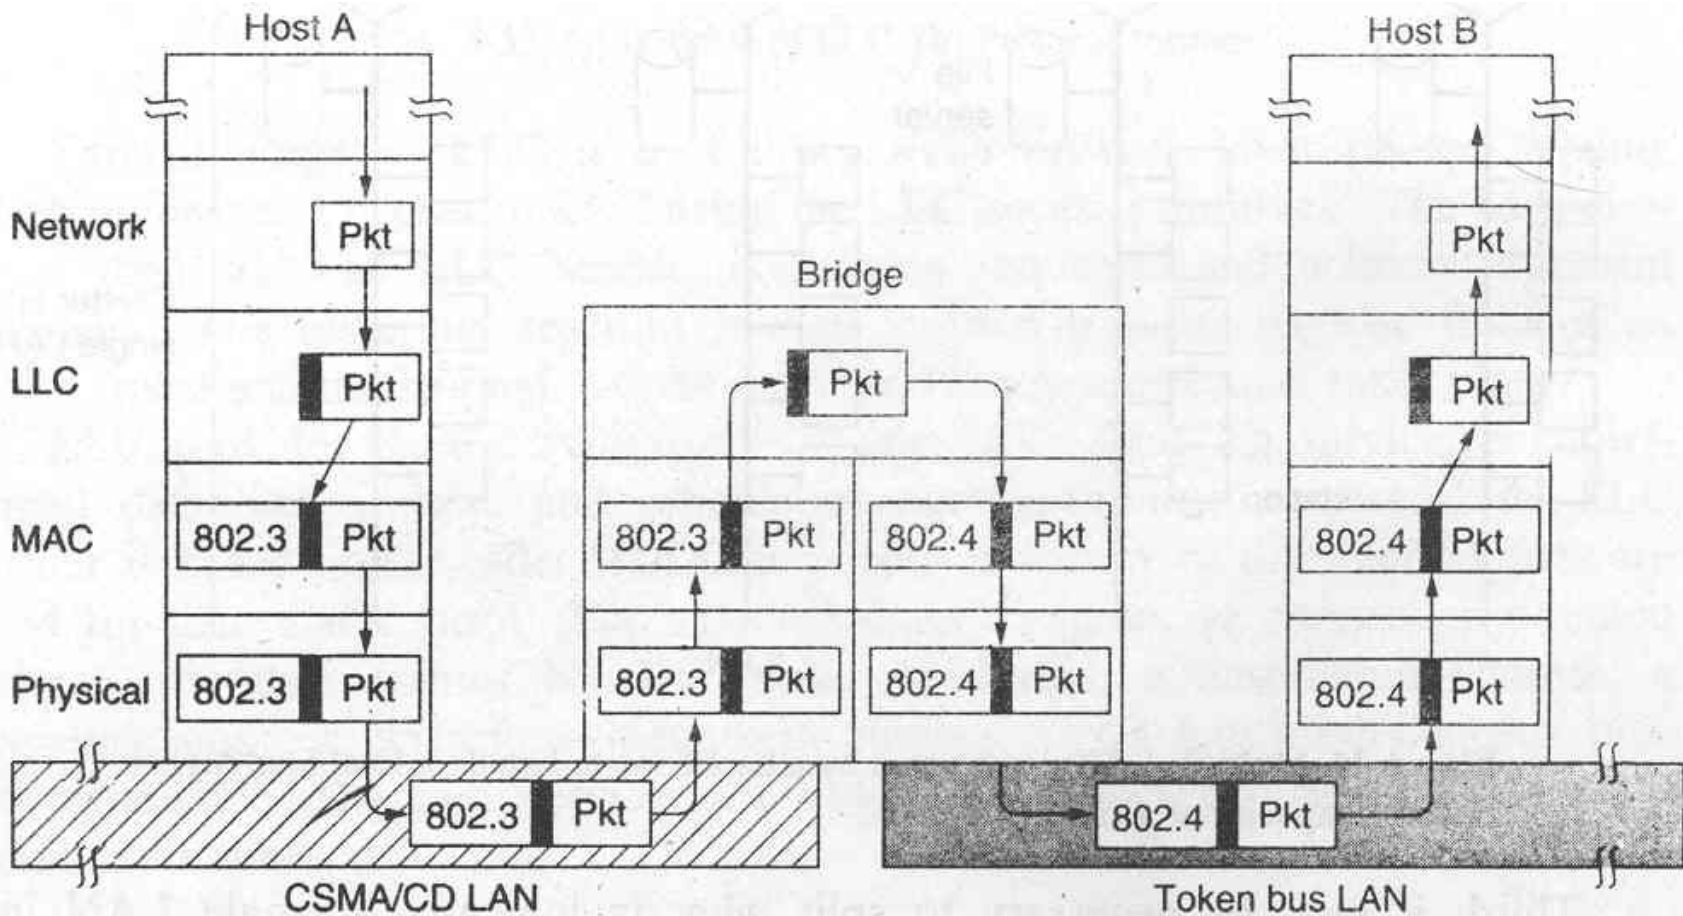 Host A
Host B
Network
Pkt
Pkt
Bridge
LLC
Pkt
Pkt
Pkt
MAC
802.3 Pkt
802.3 Pkt
802.4 Pkt
802.4 Pkt
Physical
802.3 Pkt
802.3 Pkt
802.4 Pkt
802.4 Pkt
802.3 Pkt
802.4 Pkt
CSMA/CD LAN
Token bus LAN